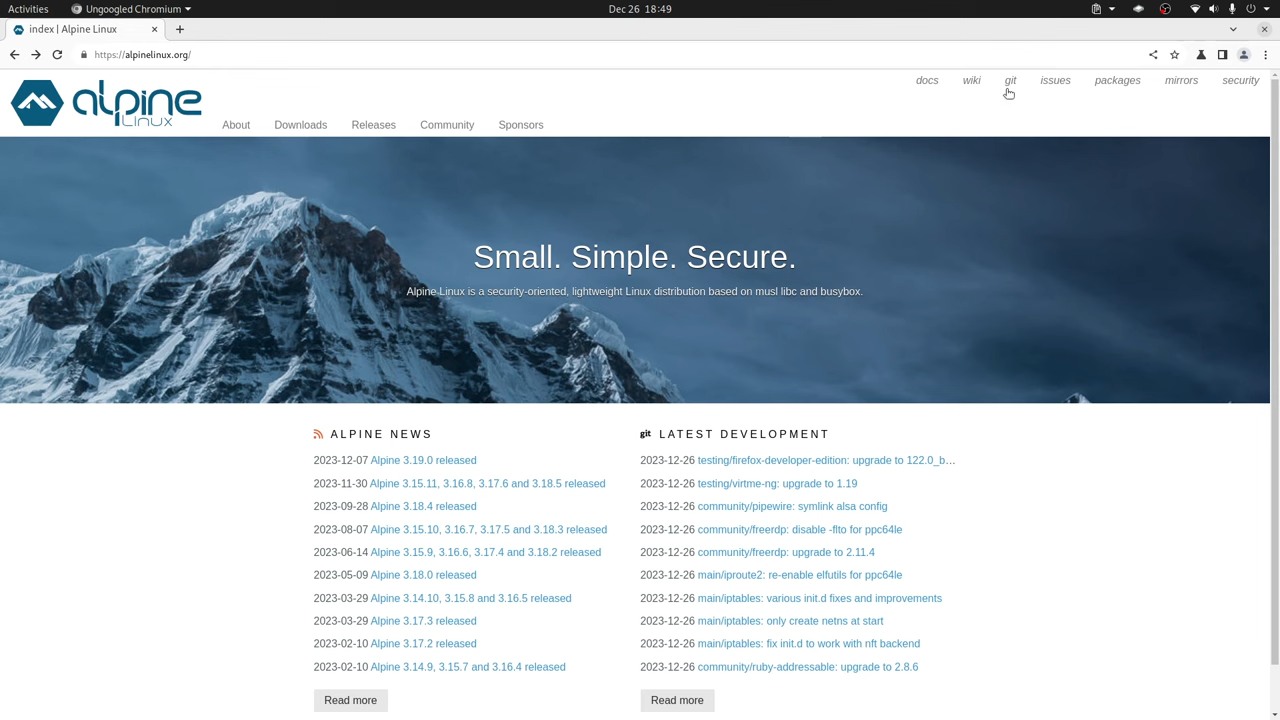 Activities
Ungoogled Chromium
Dec 26 18:49
index | Alpine Linux
https://alpinelinux.org/
docs wiki git issues packages mirrors security
alpine
Linux
About Downloads Releases Community Sponsors
Small. Simple. Secure.
Alpine Linux is a security-oriented, lightweight Linux distribution based on musl libc and busybox.
ALPINE NEWS
2023-12-07 Alpine 3.19.0 released
2023-11-30 Alpine 3.15.11, 3.16.8, 3.17.6 and 3.18.5 released
2023-09-28 Alpine 3.18.4 released
2023-08-07 Alpine 3.15.10, 3.16.7, 3.17.5 and 3.18.3 released
2023-06-14 Alpine 3.15.9, 3.16.6, 3.17.4 and 3.18.2 released
2023-05-09 Alpine 3.18.0 released
2023-03-29 Alpine 3.14.10, 3.15.8 and 3.16.5 released
2023-03-29 Alpine 3.17.3 released
2023-02-10 Alpine 3.17.2 released
2023-02-10 Alpine 3.14.9, 3.15.7 and 3.16.4 released
Read more
git LATEST DEVELOPMENT
2023-12-26 testing/firefox-developer-edition: upgrade to 122.0_b…
2023-12-26 testing/virtme-ng: upgrade to 1.19
2023-12-26 community/pipewire: symlink alsa config
2023-12-26 community/freerdp: disable -flto for ppc64le
2023-12-26 community/freerdp: upgrade to 2.11.4
2023-12-26 main/iproute2: re-enable elfutils for ppc64le
2023-12-26 main/iptables: various init.d fixes and improvements
2023-12-26 main/iptables: only create netns at start
2023-12-26 main/iptables: fix init.d to work with nft backend
2023-12-26 community/ruby-addressable: upgrade to 2.8.6
Read more